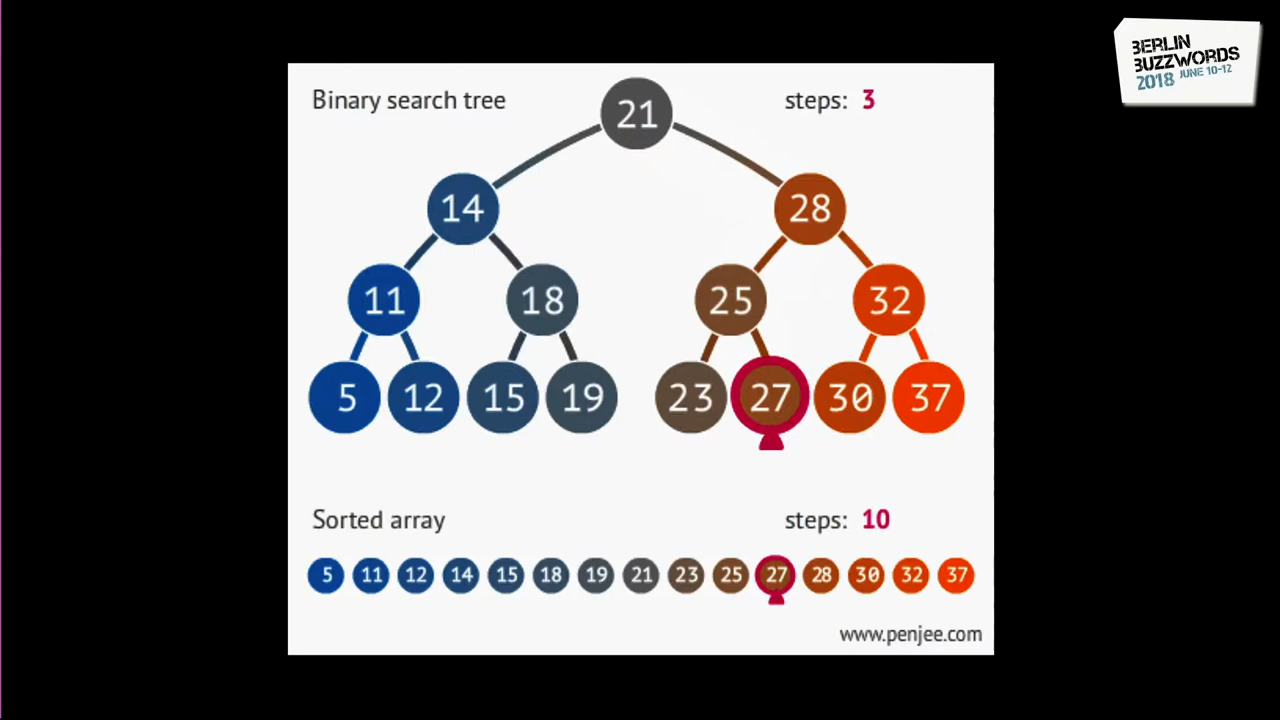 BERLIN
BUZZWORDS
2018 JUNE 10-12
Binary search tree
steps: 3
21
14
28
11
18
25
32
5
12
15
19
23
27
30
37
Sorted array
steps: 10
5 11 12 14 15 18 19 21 23 25 27 28 30 32 37
www.penjee.com